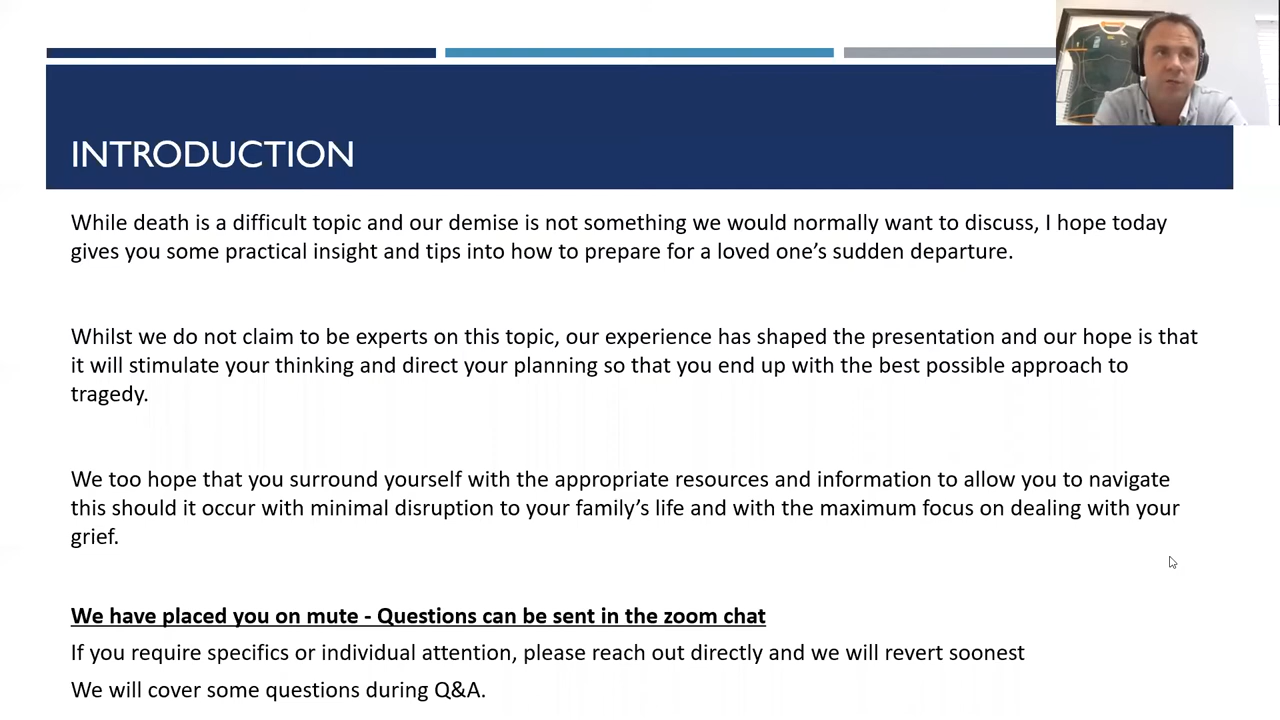 INTRODUCTION
While death is a difficult topic and our demise is not something we would normally want to discuss, I hope today
gives you some practical insight and tips into how to prepare for a loved one’s sudden departure.
Whilst we do not claim to be experts on this topic, our experience has shaped the presentation and our hope is that
it will stimulate your thinking and direct your planning so that you end up with the best possible approach to
tragedy.
We too hope that you surround yourself with the appropriate resources and information to allow you to navigate
this should it occur with minimal disruption to your family’s life and with the maximum focus on dealing with your
grief.
We have placed you on mute - Questions can be sent in the zoom chat
If you require specifics or individual attention, please reach out directly and we will revert soonest
We will cover some questions during Q&A.